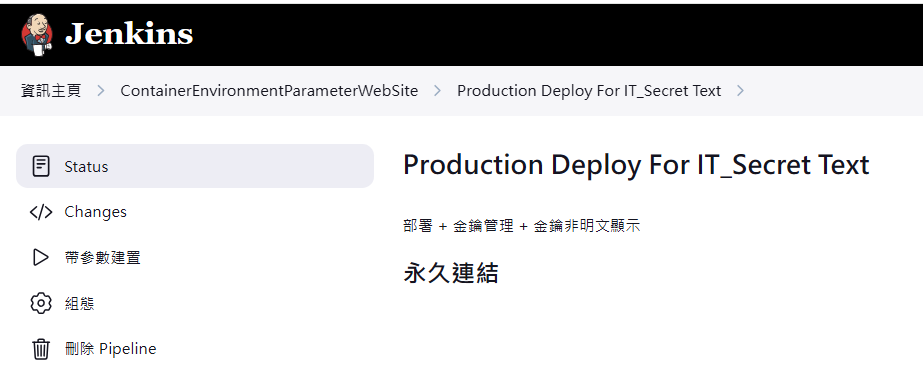 Jenkins
資訊主頁 > ContainerEnvironmentParameterWebSite > Production Deploy For IT_Secret Text >
Status
Changes
帶參數建置
組態
刪除 Pipeline
Production Deploy For IT_Secret Text
部署 + 金鑰管理 + 金鑰非明文顯示
永久連結